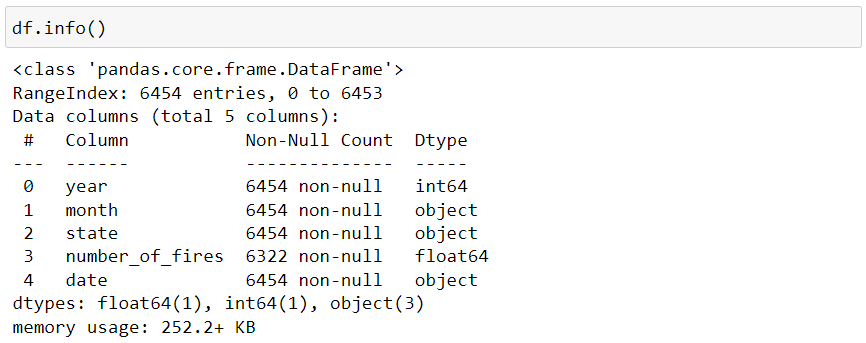 df.info()
<class 'pandas.core.frame.DataFrame'>
RangeIndex: 6454 entries, 0 to 6453
Data columns (total 5 columns):
 #   Column           Non-Null Count  Dtype
---  ------           --------------  -----
 0   year             6454 non-null   int64
 1   month            6454 non-null   object
 2   state            6454 non-null   object
 3   number_of_fires  6322 non-null   float64
 4   date             6454 non-null   object
dtypes: float64(1), int64(1), object(3)
memory usage: 252.2+ KB